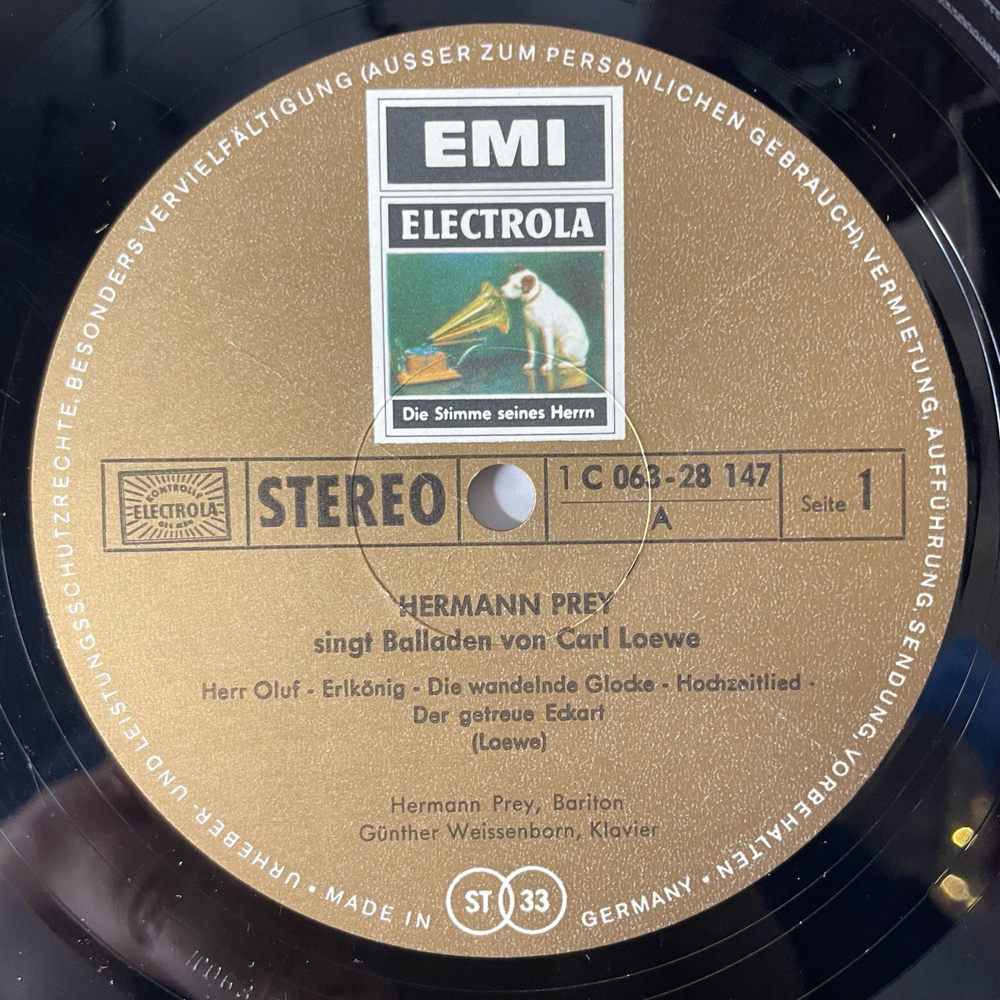 URHEBER- UND LEISTUNGSSCHUTZRECHTE, BESONDERS VERVIELFÄLTIGUNG (AUSSER ZUM PERSÖNLICHEN GEBRAUCH), VERMIETUNG, AUFFÜHRUNG SENDUNG, VORBEHALTEN •
EMI
ELECTROLA
Die Stimme seines Herrn
KONTROLLE
ELECTROLA
STEREO
1 C 063-28 147
A
Seite 1
HERMANN PREY
singt Balladen von Carl Loewe
Herr Oluf - Erlkönig - Die wandelnde Glocke - Hochzeitlied -
Der getreue Eckart
(Loewe)
Hermann Prey, Bariton
Günther Weissenborn, Klavier
• MADE IN ST 33 GERMANY